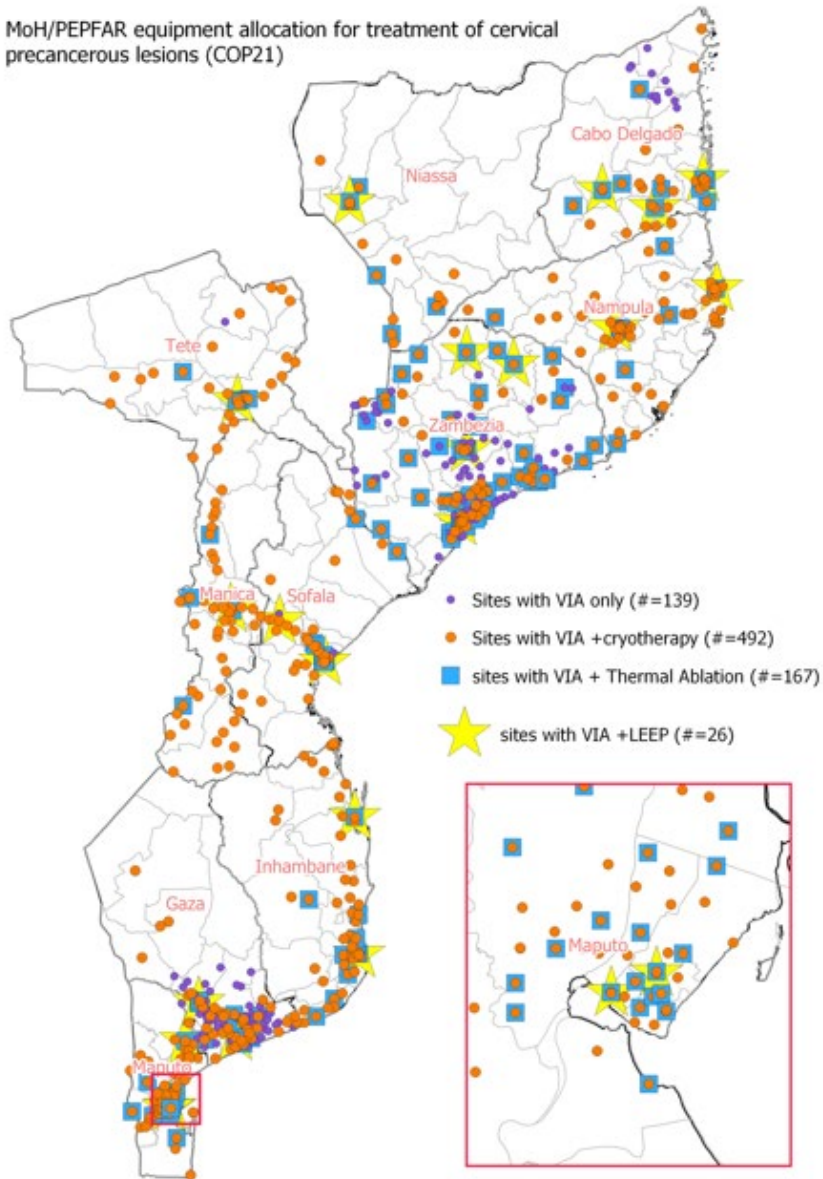 MoH/PEPFAR equipment allocation for treatment of cervical
precancerous lesions (COP21)
Cabo Delgado
Niassa
Nampula
Tete
Zambezia
Manica
Sofala
Sites with VIA only (#=139)
Sites with VIA +cryotherapy (#=492)
sites with VIA + Thermal Ablation (#=167)
sites with VIA +LEEP (#=26)
Inhambane
Gaza
Maputo
Maputo